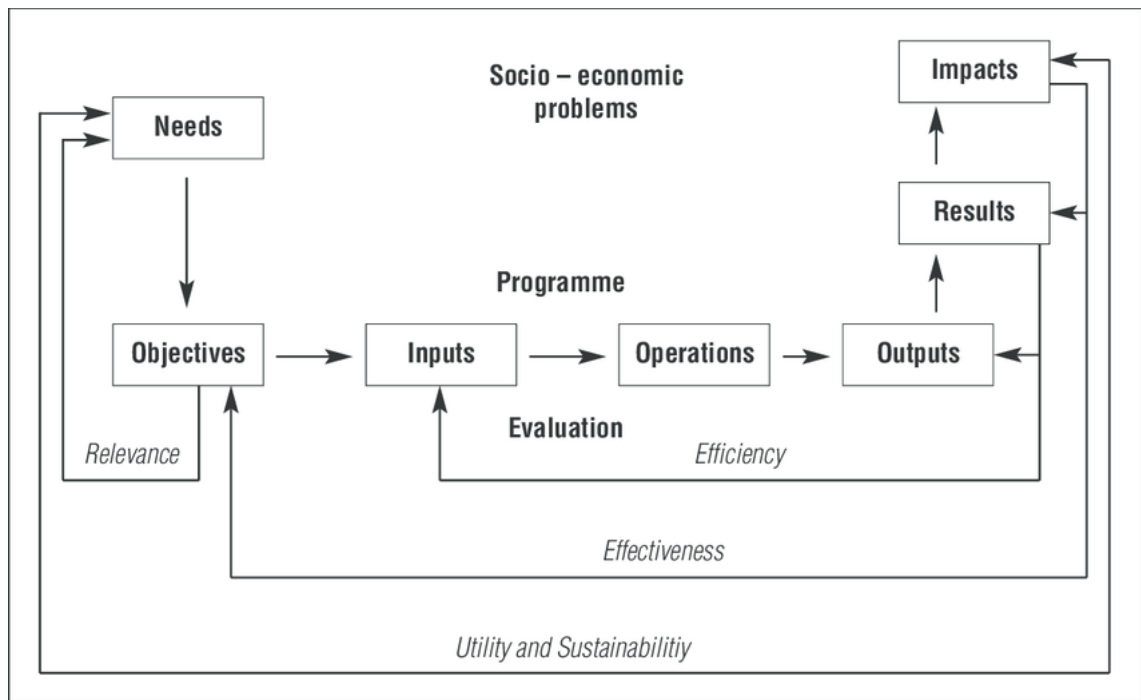 Socio – economic
problems
Impacts
Needs
Results
Programme
Objectives
Inputs
Operations
Outputs
Evaluation
Relevance
Efficiency
Effectiveness
Utility and Sustainabilitiy